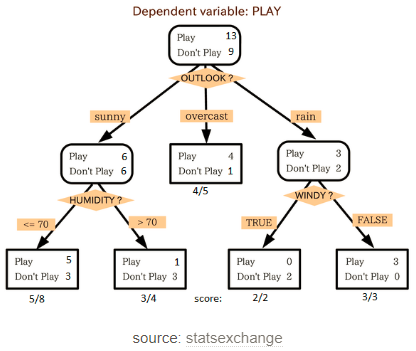 Dependent variable: PLAY
Play 13
Don't Play 9
OUTLOOK ?
sunny overcast rain
Play 6
Don't Play 6
Play 4
Don't Play 1
Play 3
Don't Play 2
4/5
HUMIDITY ?
WINDY ?
<= 70 > 70 TRUE FALSE
Play 5
Don't Play 3
Play 1
Don't Play 3
Play 0
Don't Play 2
Play 3
Don't Play 0
5/8 3/4 score: 2/2 3/3
source: statsexchange